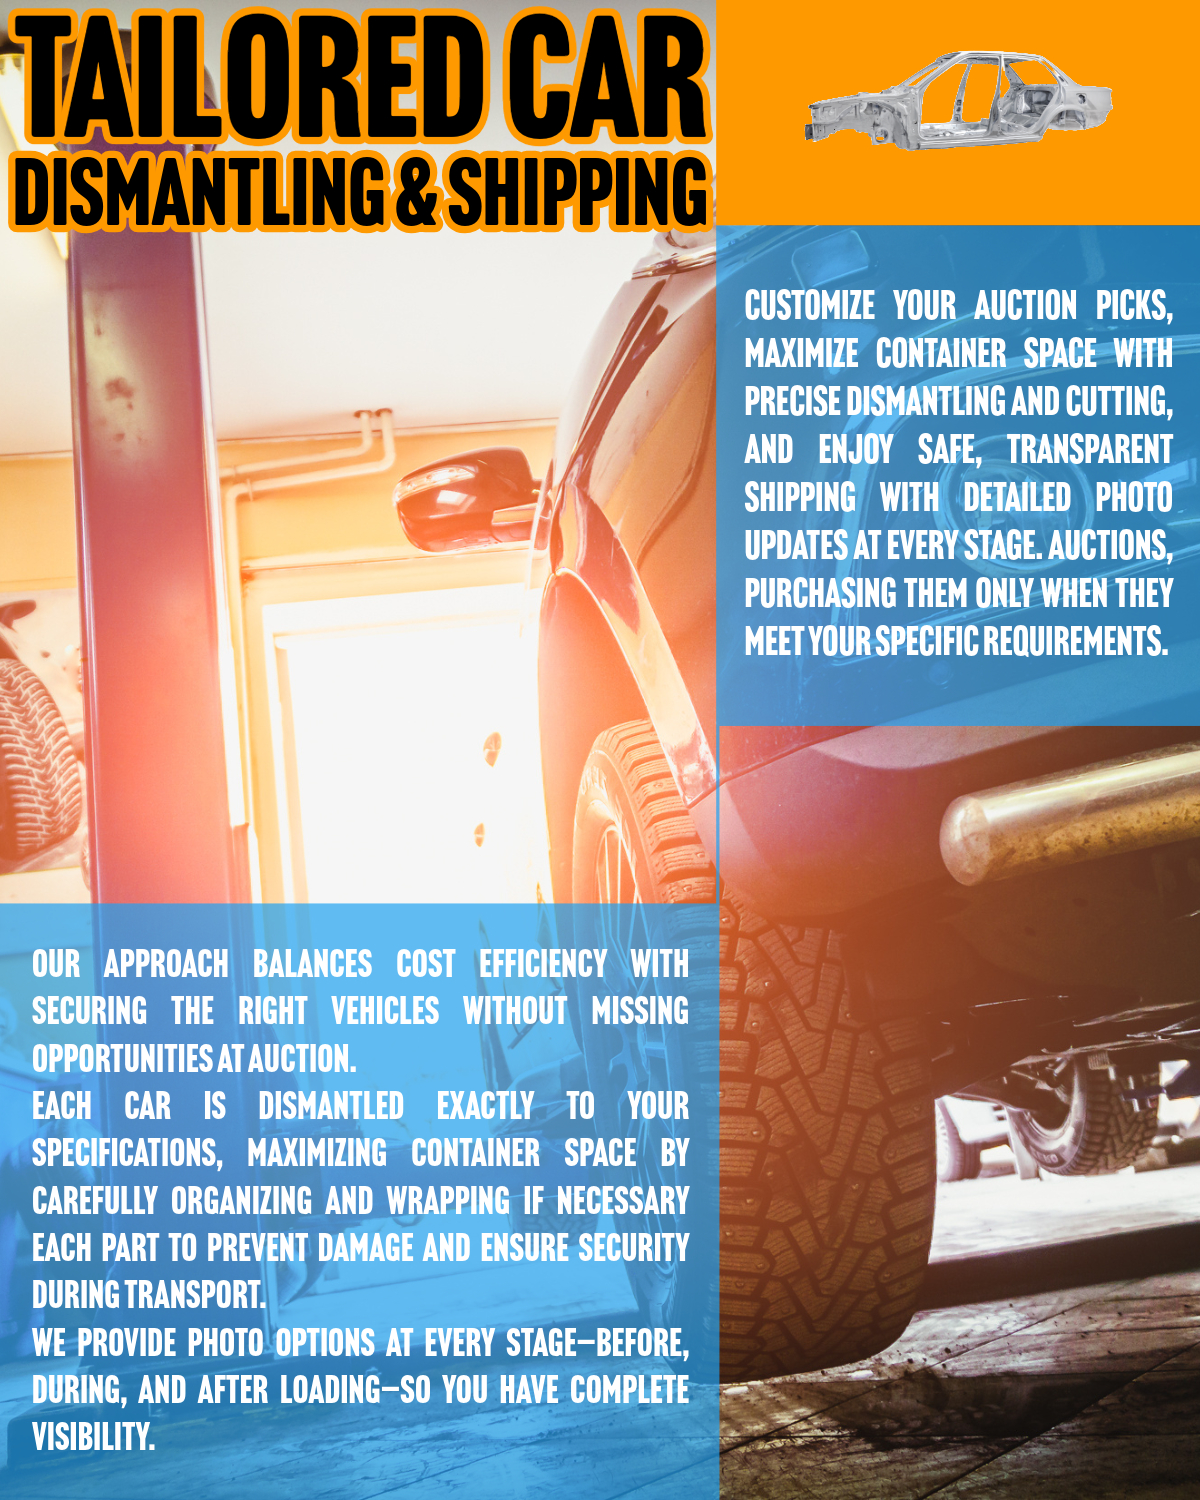 TAILORED CAR
DISMANTLING & SHIPPING
CUSTOMIZE YOUR AUCTION PICKS,
MAXIMIZE CONTAINER SPACE WITH
PRECISE DISMANTLING AND CUTTING,
AND ENJOY SAFE, TRANSPARENT
SHIPPING WITH DETAILED PHOTO
UPDATES AT EVERY STAGE. AUCTIONS,
PURCHASING THEM ONLY WHEN THEY
MEET YOUR SPECIFIC REQUIREMENTS.
OUR APPROACH BALANCES COST EFFICIENCY WITH
SECURING THE RIGHT VEHICLES WITHOUT MISSING
OPPORTUNITIES AT AUCTION.
EACH CAR IS DISMANTLED EXACTLY TO YOUR
SPECIFICATIONS, MAXIMIZING CONTAINER SPACE BY
CAREFULLY ORGANIZING AND WRAPPING IF NECESSARY
EACH PART TO PREVENT DAMAGE AND ENSURE SECURITY
DURING TRANSPORT.
WE PROVIDE PHOTO OPTIONS AT EVERY STAGE—BEFORE,
DURING, AND AFTER LOADING—SO YOU HAVE COMPLETE
VISIBILITY.